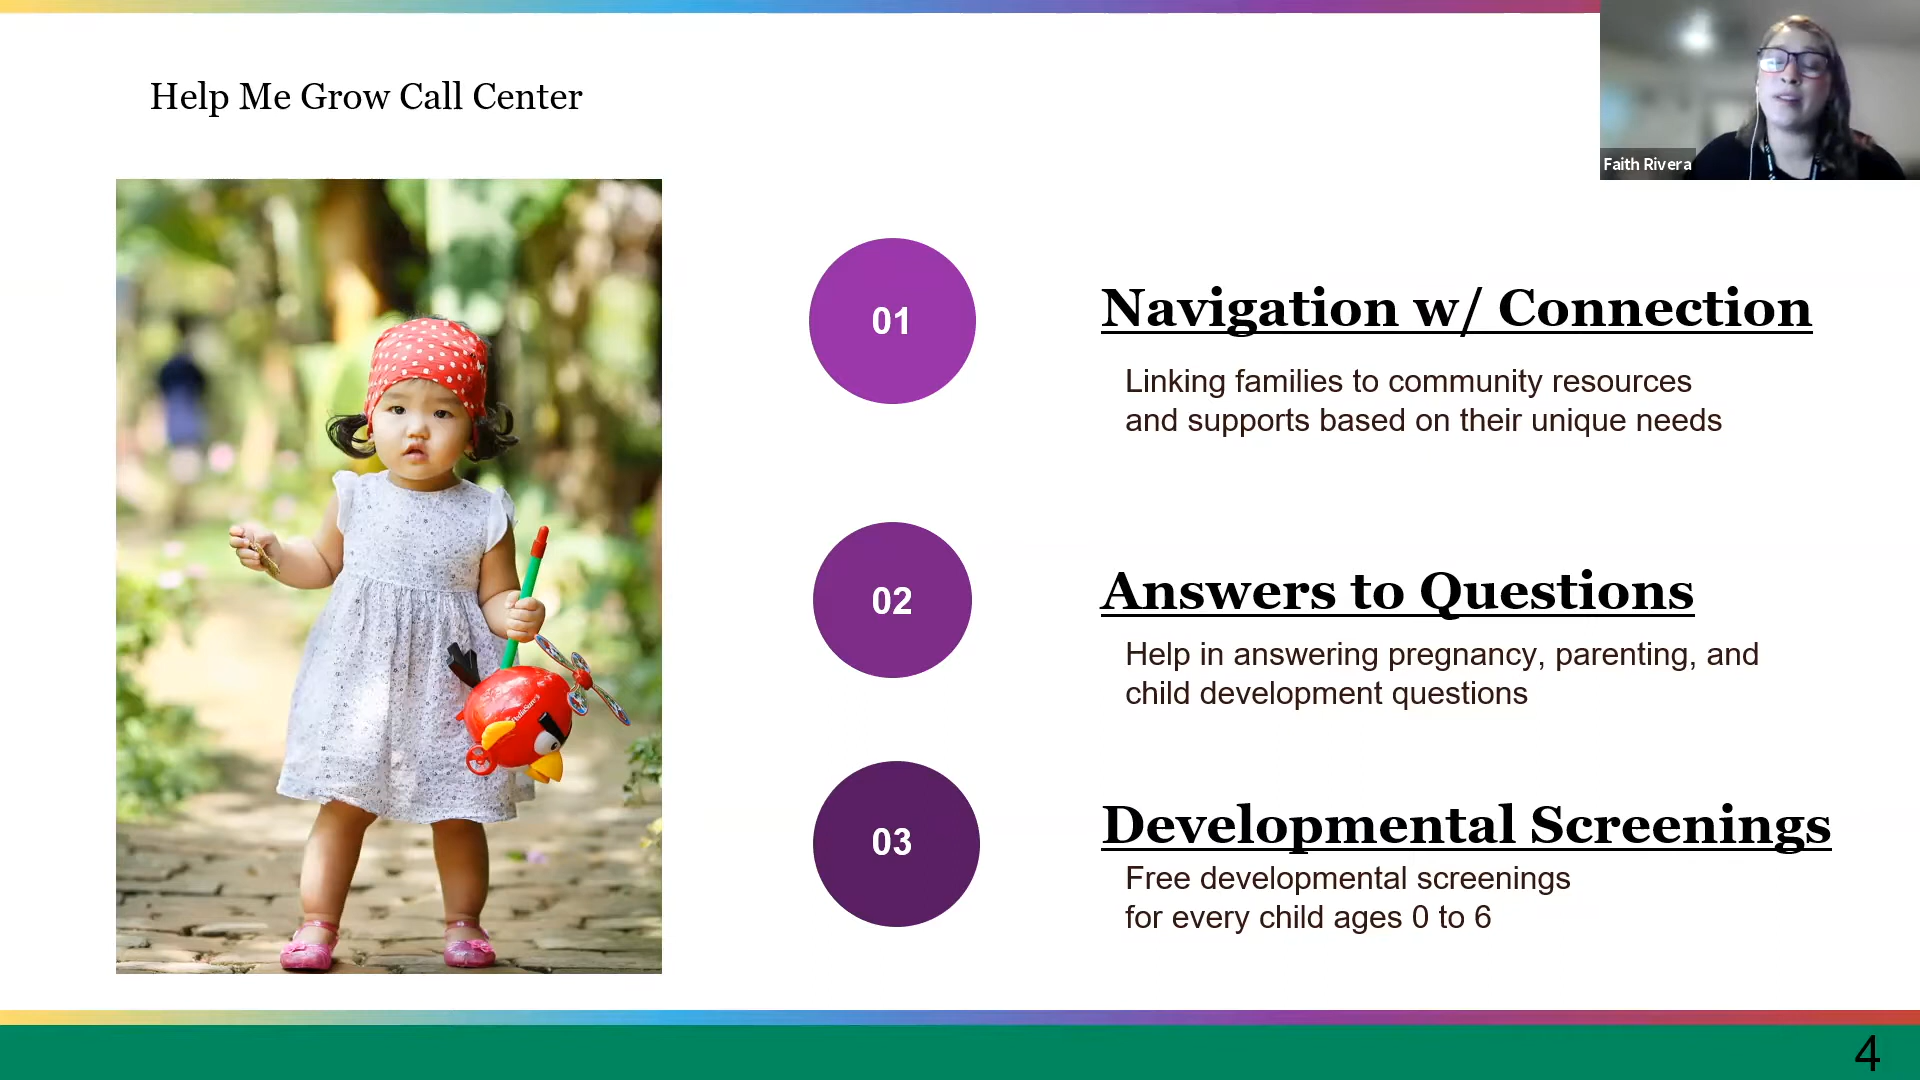 Help Me Grow Call Center
Faith Rivera
01
Navigation w/ Connection
Linking families to community resources
and supports based on their unique needs
02
Answers to Questions
Help in answering pregnancy, parenting, and
child development questions
03
Developmental Screenings
Free developmental screenings
for every child ages 0 to 6
4